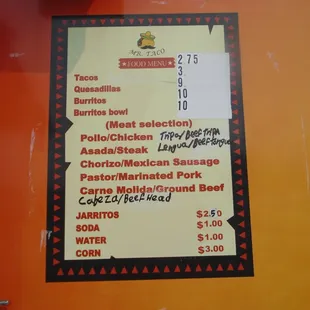 MR. TACO
FOOD MENU
Tacos 2 75
Quesadillas 3
Burritos 9
Burritos bowl 10
10
(Meat selection)
Pollo/Chicken Tripa/Beef Tripa
Asada/Steak Lengua/Beef tongue
Chorizo/Mexican Sausage
Pastor/Marinated Pork
Carne Molida/Ground Beef
Cabeza/Beef Head
JARRITOS $2.50
SODA $1.00
WATER $1.00
CORN $3.00